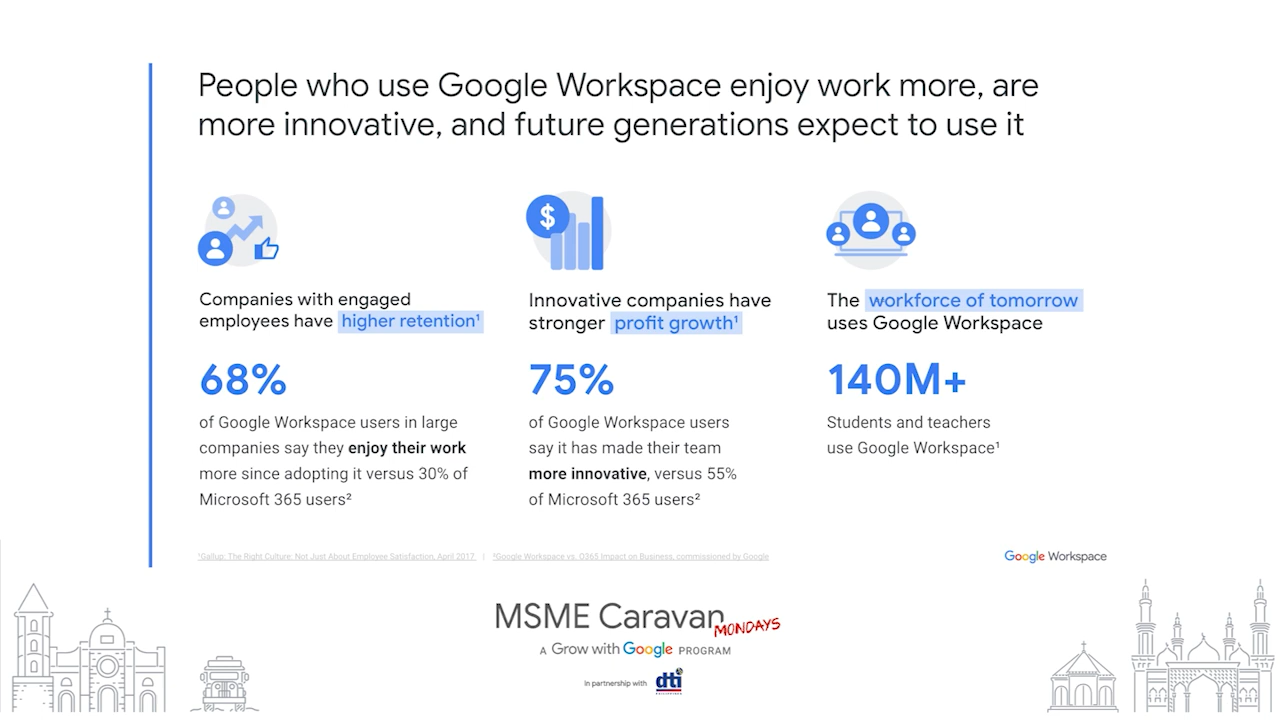 People who use Google Workspace enjoy work more, are
more innovative, and future generations expect to use it
$
Companies with engaged
employees have higher retention¹
68%
of Google Workspace users in large
companies say they enjoy their work
more since adopting it versus 30% of
Microsoft 365 users²
Innovative companies have
stronger profit growth¹
75%
of Google Workspace users
say it has made their team
more innovative, versus 55%
of Microsoft 365 users²
The workforce of tomorrow
uses Google Workspace
140M+
Students and teachers
use Google Workspace¹
¹Gallup: The Right Culture: Not Just About Employee Satisfaction, April 2017 | ²Google Workspace vs. O365 Impact on Business, commissioned by Google
Google Workspace
MSME Caravan
MONDAYS
A Grow with Google PROGRAM
in partnership with dti